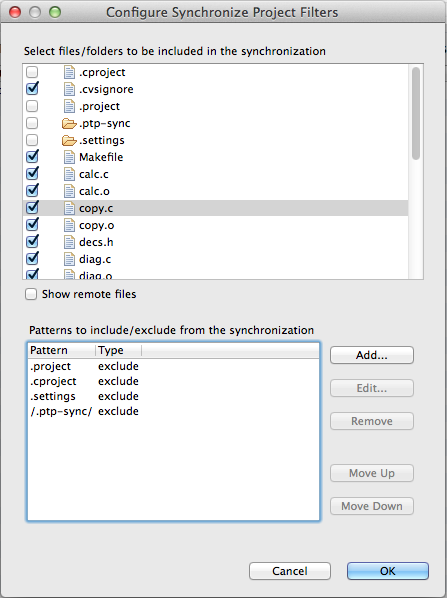 Configure Synchronize Project Filters
Select files/folders to be included in the synchronization
.cproject
.cvsignore
.project
.ptp-sync
.settings
Makefile
calc.c
calc.o
copy.c
copy.o
decs.h
diag.c
diag.o
Show remote files
Patterns to include/exclude from the synchronization
Pattern Type
.project exclude
.cproject exclude
.settings exclude
/.ptp-sync/ exclude
Add...
Edit...
Remove
Move Up
Move Down
Cancel OK